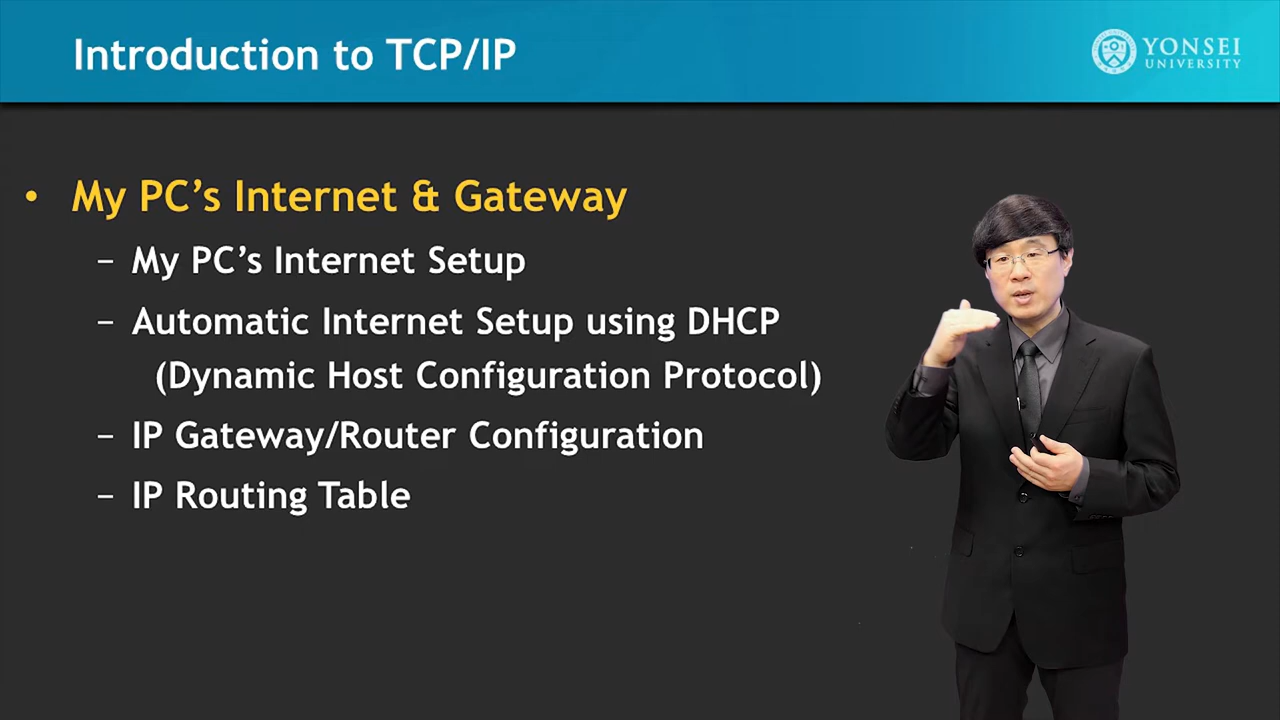 Introduction to TCP/IP
YONSEI
UNIVERSITY
• My PC’s Internet & Gateway
– My PC’s Internet Setup
– Automatic Internet Setup using DHCP
(Dynamic Host Configuration Protocol)
– IP Gateway/Router Configuration
– IP Routing Table